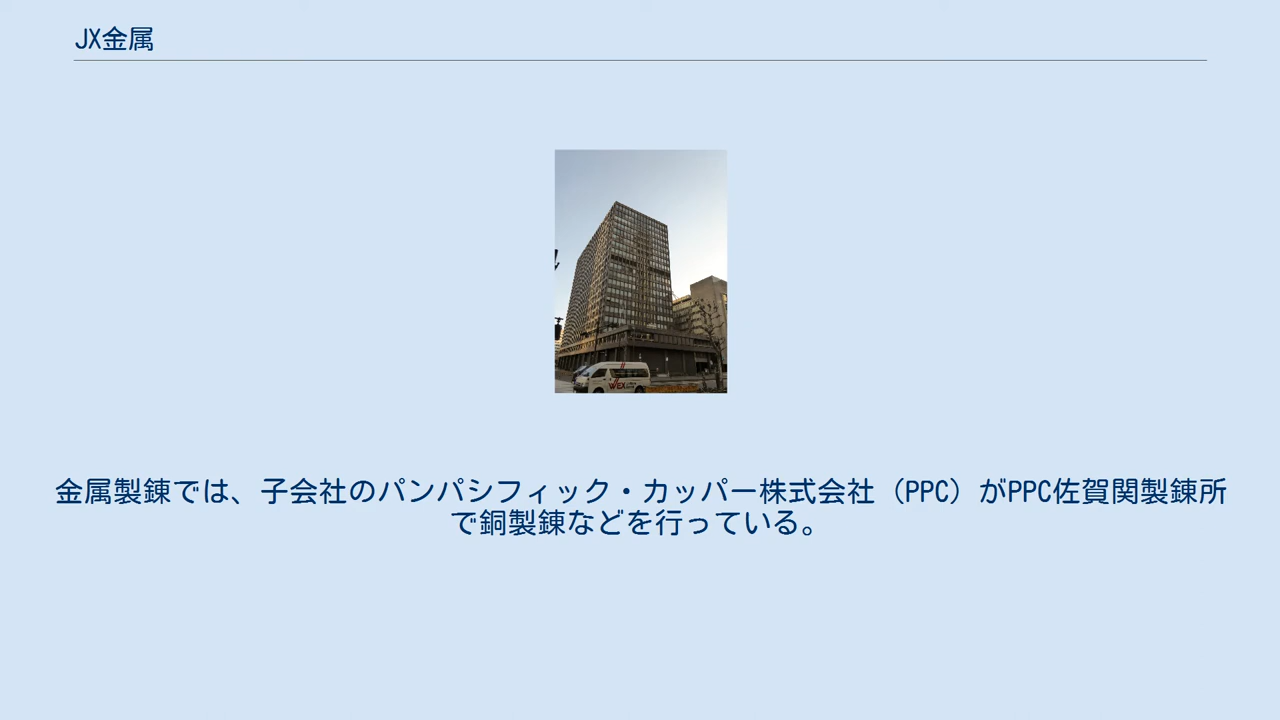 JX金属
WEX
金属製錬では、子会社のパンパシフィック・カッパー株式会社（PPC）がPPC佐賀関製錬所
で銅製錬などを行っている。